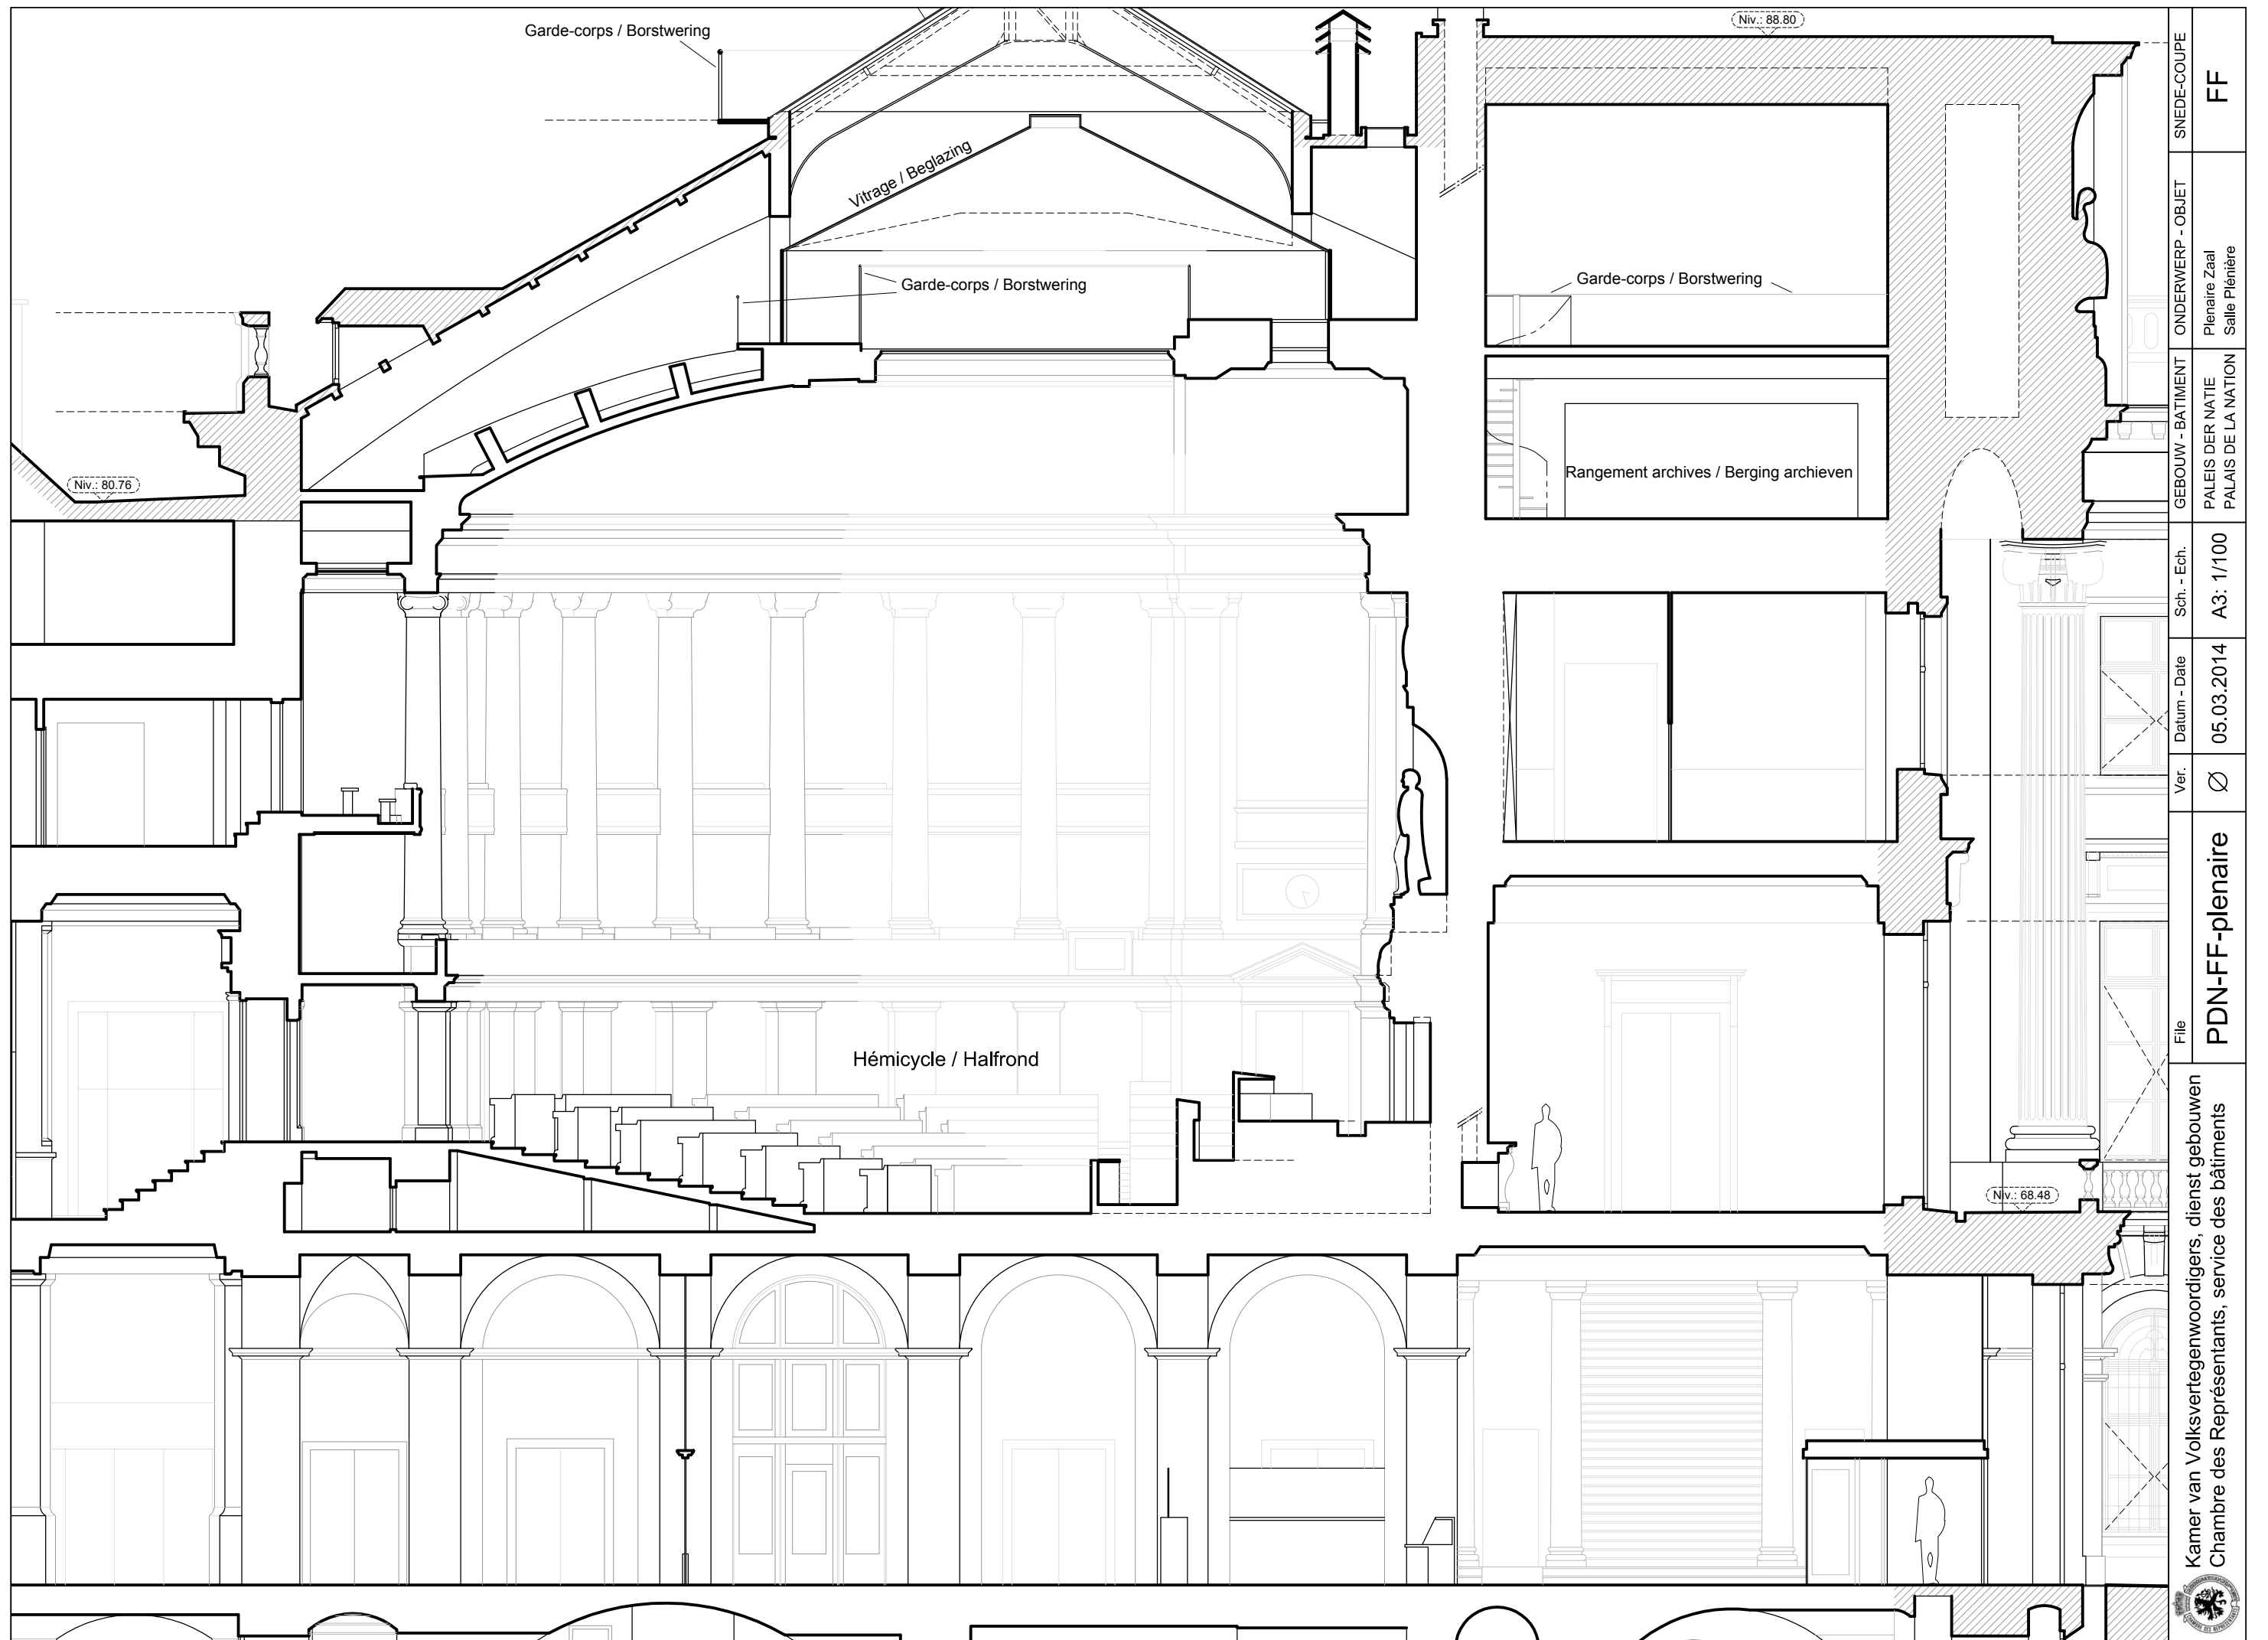 Garde-corps / Borstwering
Niv.: 88.80
Vitrage / Beglazing
Garde-corps / Borstwering
Garde-corps / Borstwering
Rangement archives / Berging archieven
Niv.: 80.76
Hémicycle / Halfrond
Niv.: 68.48
SNEDE-COUPE
FF
ONDERWERP - OBJET
Plenaire Zaal
Salle Plénière
GEBOUW - BATIMENT
PALEIS DER NATIE
PALAIS DE LA NATION
Sch. - Ech.
A3: 1/100
Datum - Date
05.03.2014
Ver.
Ø
File
PDN-FF-plenaire
Kamer van Volksvertegenwoordigers, dienst gebouwen
Chambre des Représentants, service des bâtiments